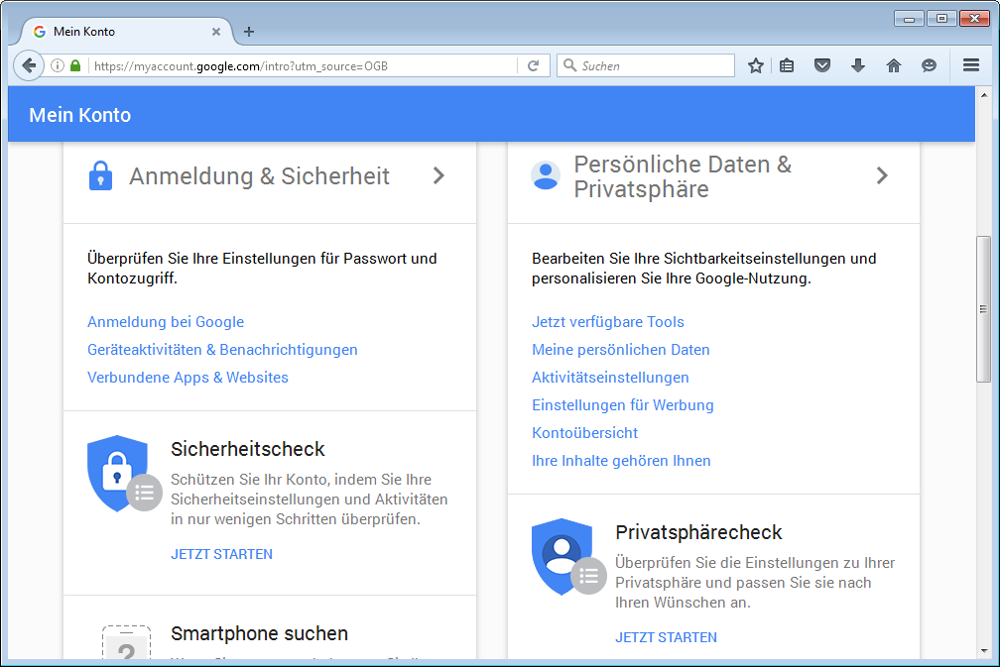 Mein Konto
https://myaccount.google.com/intro?utm_source=OGB
Suchen
Mein Konto
Anmeldung & Sicherheit
Überprüfen Sie Ihre Einstellungen für Passwort und
Kontozugriff.
Anmeldung bei Google
Geräteaktivitäten & Benachrichtigungen
Verbundene Apps & Websites
Sicherheitscheck
Schützen Sie Ihr Konto, indem Sie Ihre
Sicherheitseinstellungen und Aktivitäten
in nur wenigen Schritten überprüfen.
JETZT STARTEN
Smartphone suchen
Persönliche Daten &
Privatsphäre
Bearbeiten Sie Ihre Sichtbarkeitseinstellungen und
personalisieren Sie Ihre Google-Nutzung.
Jetzt verfügbare Tools
Meine persönlichen Daten
Aktivitätseinstellungen
Einstellungen für Werbung
Kontoübersicht
Ihre Inhalte gehören Ihnen
Privatsphärecheck
Überprüfen Sie die Einstellungen zu Ihrer
Privatsphäre und passen Sie sie nach
Ihren Wünschen an.
JETZT STARTEN